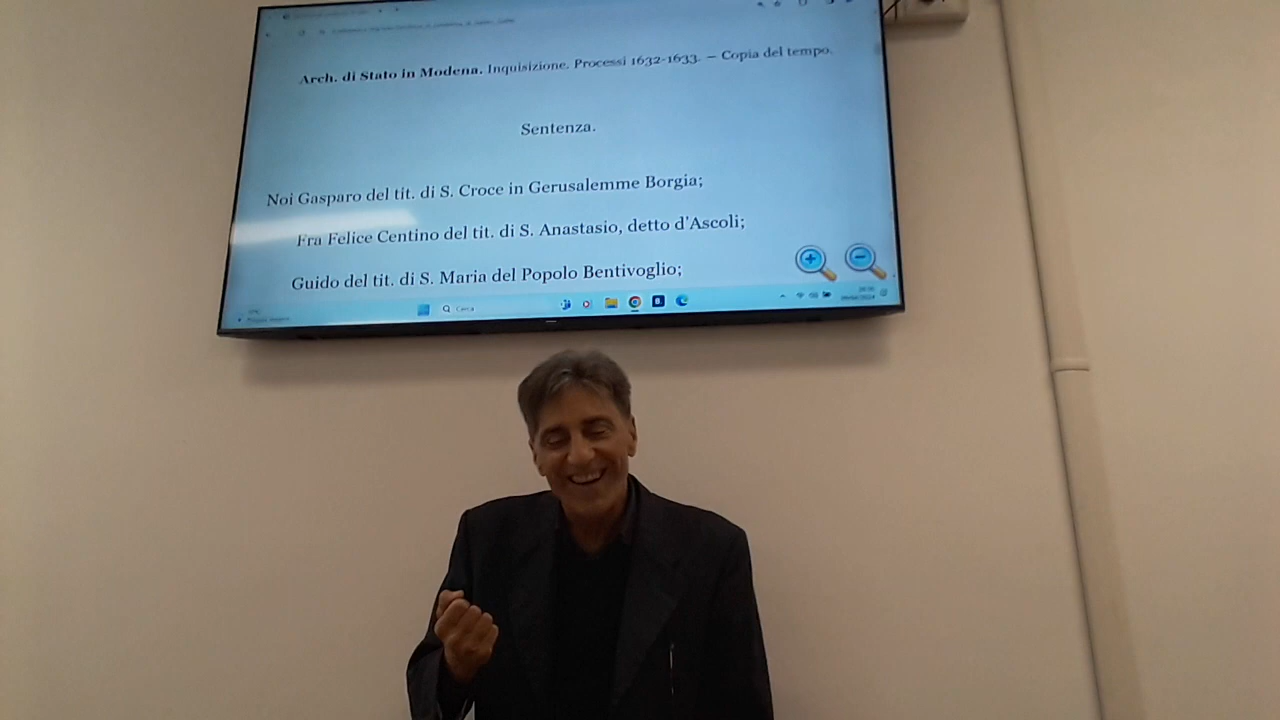 Arch. di Stato in Modena. Inquisizione. Processi 1632-1633. — Copia del tempo.
Sentenza.
Noi Gasparo del tit. di S. Croce in Gerusalemme Borgia;
Fra Felice Centino del tit. di S. Anastasio, detto d'Ascoli;
Guido del tit. di S. Maria del Popolo Bentivoglio;
Cerca